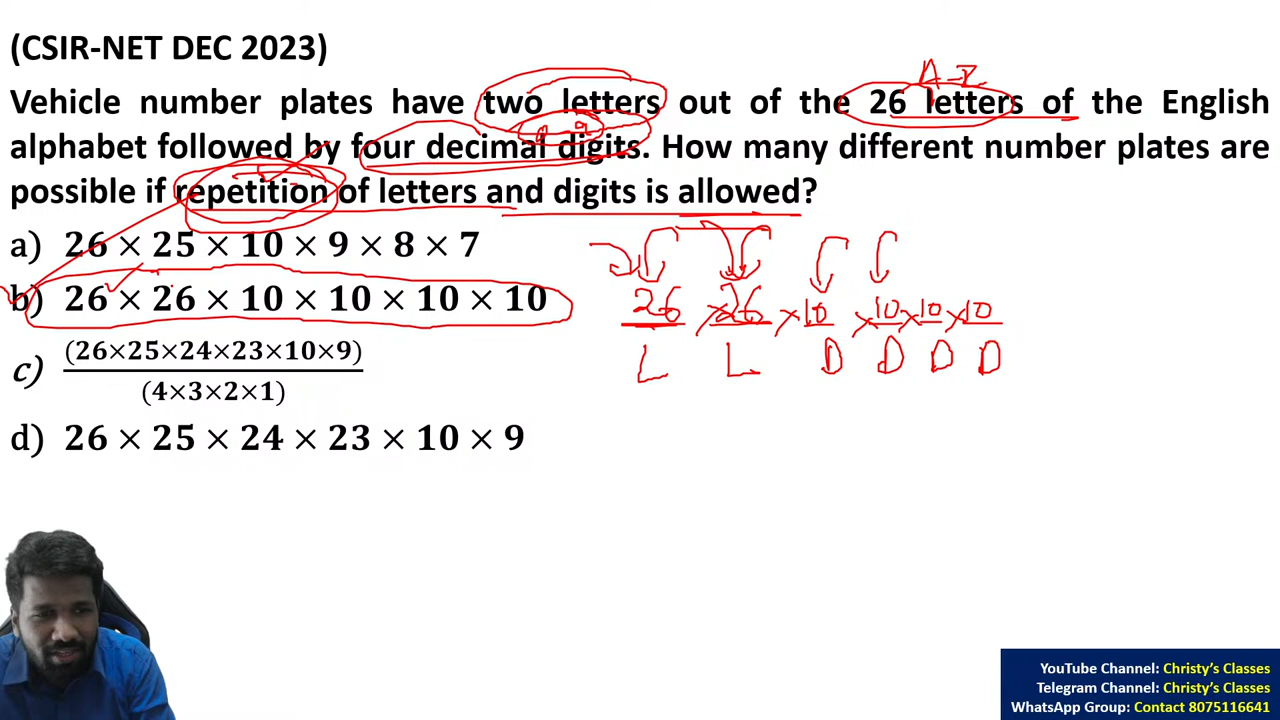 (CSIR-NET DEC 2023)
A-Z
Vehicle number plates have two letters out of the 26 letters of the English
alphabet followed by four decimal digits. How many different number plates are
possible if repetition of letters and digits is allowed?
a) 26 × 25 × 10 × 9 × 8 × 7
b) 26 × 26 × 10 × 10 × 10 × 10
26 × 26 × 10 × 10 × 10 × 10
L L D D D D
c) (26×25×24×23×10×9)
(4×3×2×1)
d) 26 × 25 × 24 × 23 × 10 × 9
YouTube Channel: Christy's Classes
Telegram Channel: Christy's Classes
WhatsApp Group: Contact 8075116641